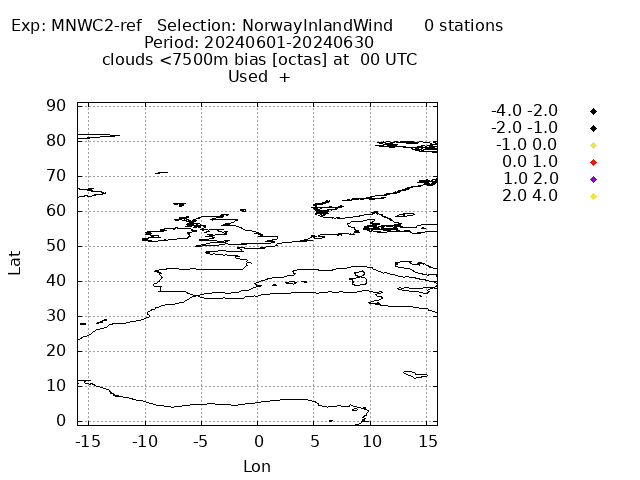 Exp: MNWC2-ref   Selection: NorwayInlandWind      0 stations
Period: 20240601-20240630
clouds <7500m bias [octas] at  00 UTC
Used  +
-4.0 -2.0
-2.0 -1.0
-1.0 0.0
0.0 1.0
1.0 2.0
2.0 4.0
90
80
70
60
50
40
30
20
10
0
Lat
-15 -10 -5 0 5 10 15
Lon